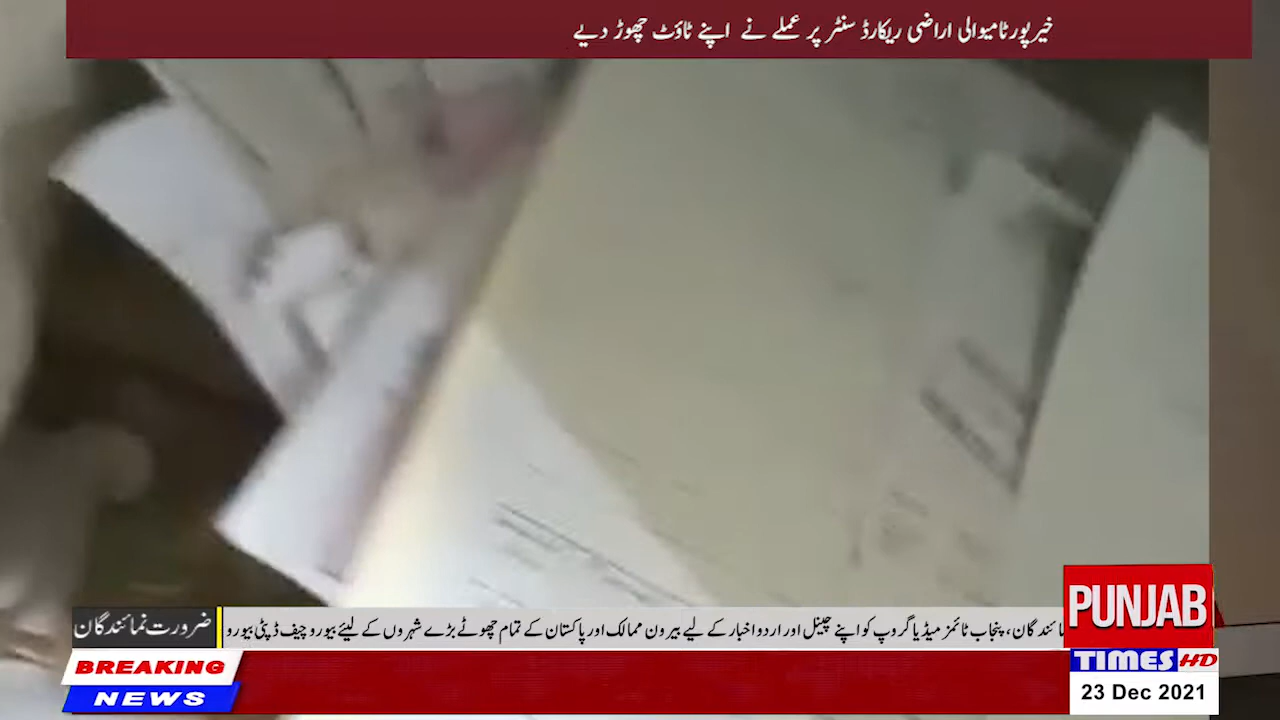 خیرپورٹامیوالی اراضی ریکارڈ سنٹر پر عملے نے اپنے ٹاؤٹ چھوڑ دیے
ضرورت نمائندگان
ئندگان، پنجاب ٹائمز میڈیا گروپ کو اپنے چینل اور اردو اخبار کے لیے بیرون ممالک اور پاکستان کے تمام چھوٹے بڑے شہروں کے لیئے بیورو چیف ڈپٹی بیورو
PUNJAB
TIMES HD
23 Dec 2021
BREAKING
NEWS